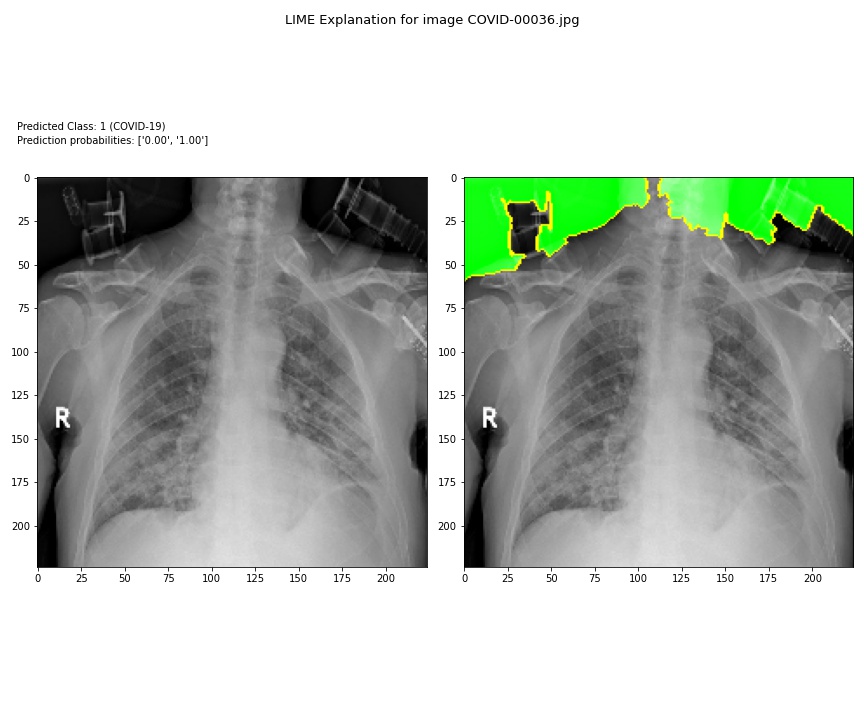 LIME Explanation for image COVID-00036.jpg
Predicted Class: 1 (COVID-19)
Prediction probabilities: ['0.00', '1.00']
0
25
50
75
100
125
150
175
200
R
0 25 50 75 100 125 150 175 200
0
25
50
75
100
125
150
175
200
R
0 25 50 75 100 125 150 175 200